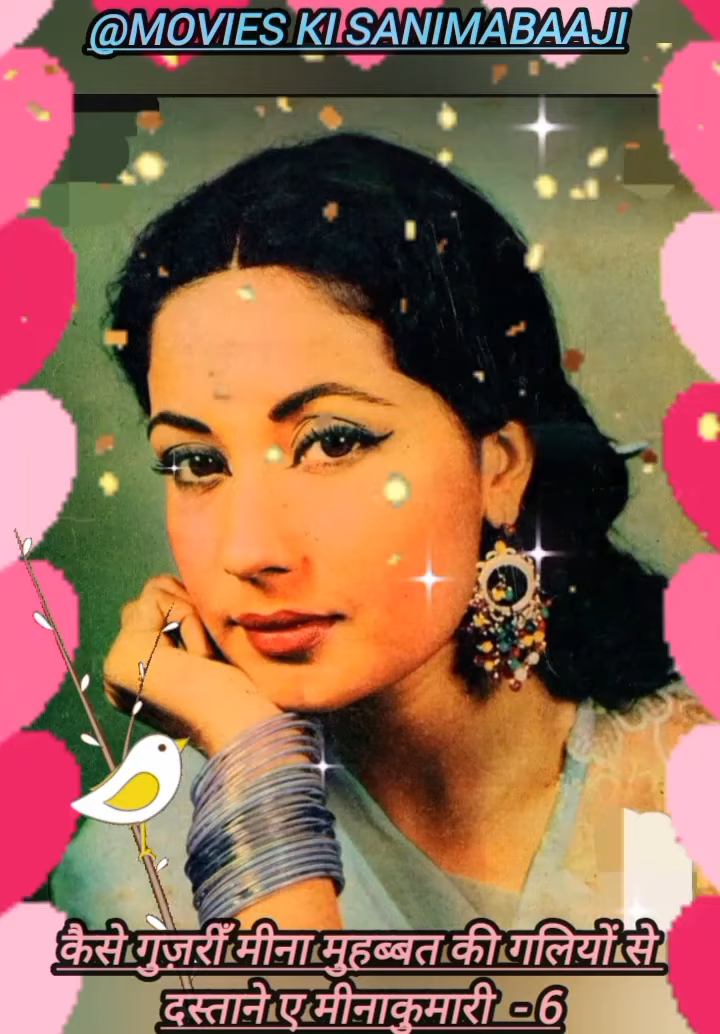 @MOVIES KI SANIMABAAJI
कैसे गुज़रीँ मीना मुहब्बत की गलियों से
दस्ताने ए मीनाकुमारी - 6